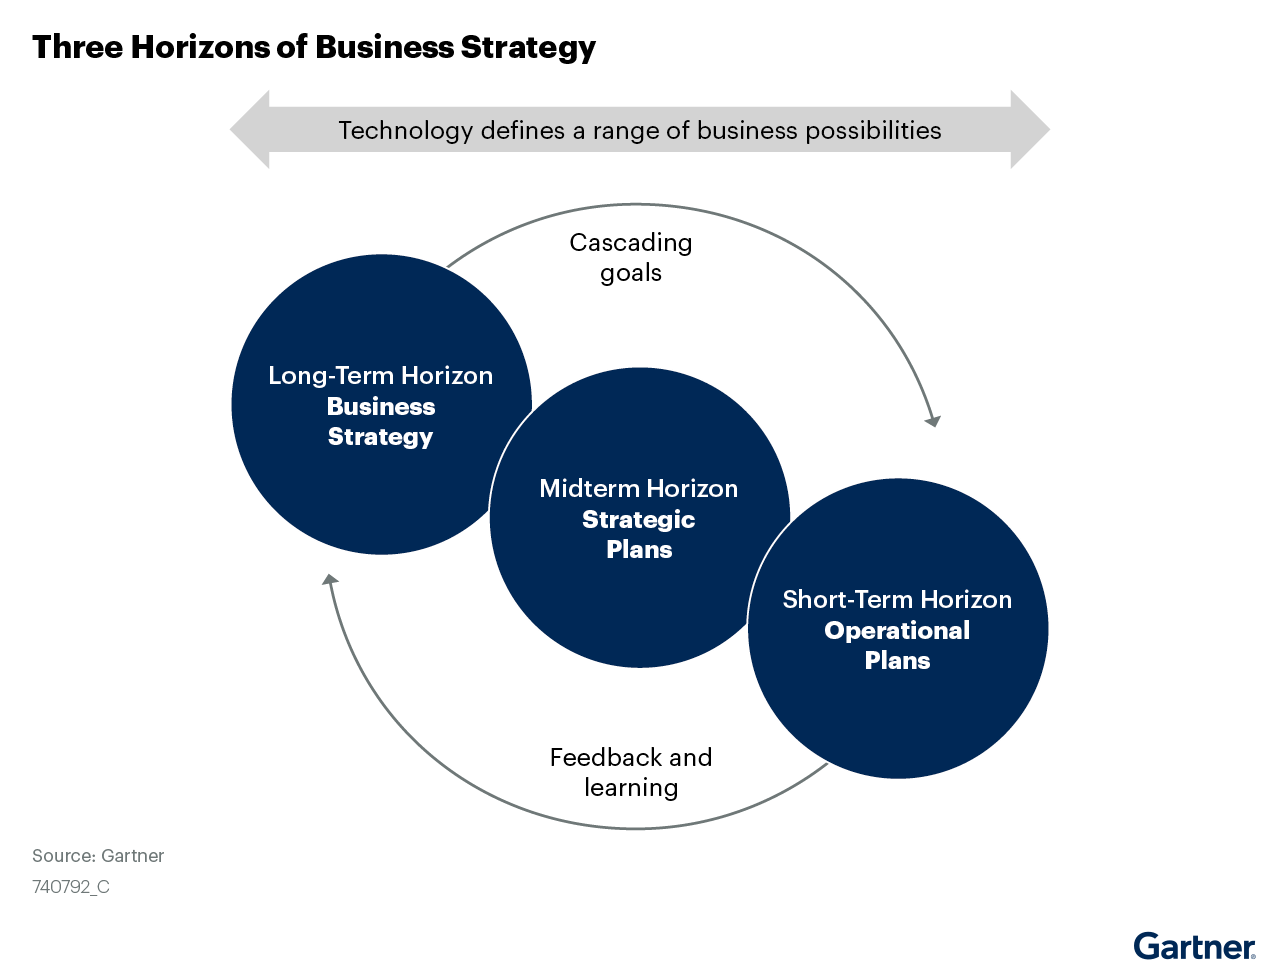 Three Horizons of Business Strategy
Technology defines a range of business possibilities
Cascading
goals
Long-Term Horizon
Business
Strategy
Midterm Horizon
Strategic
Plans
Short-Term Horizon
Operational
Plans
Feedback and
learning
Source: Gartner
740792_C
Gartner®